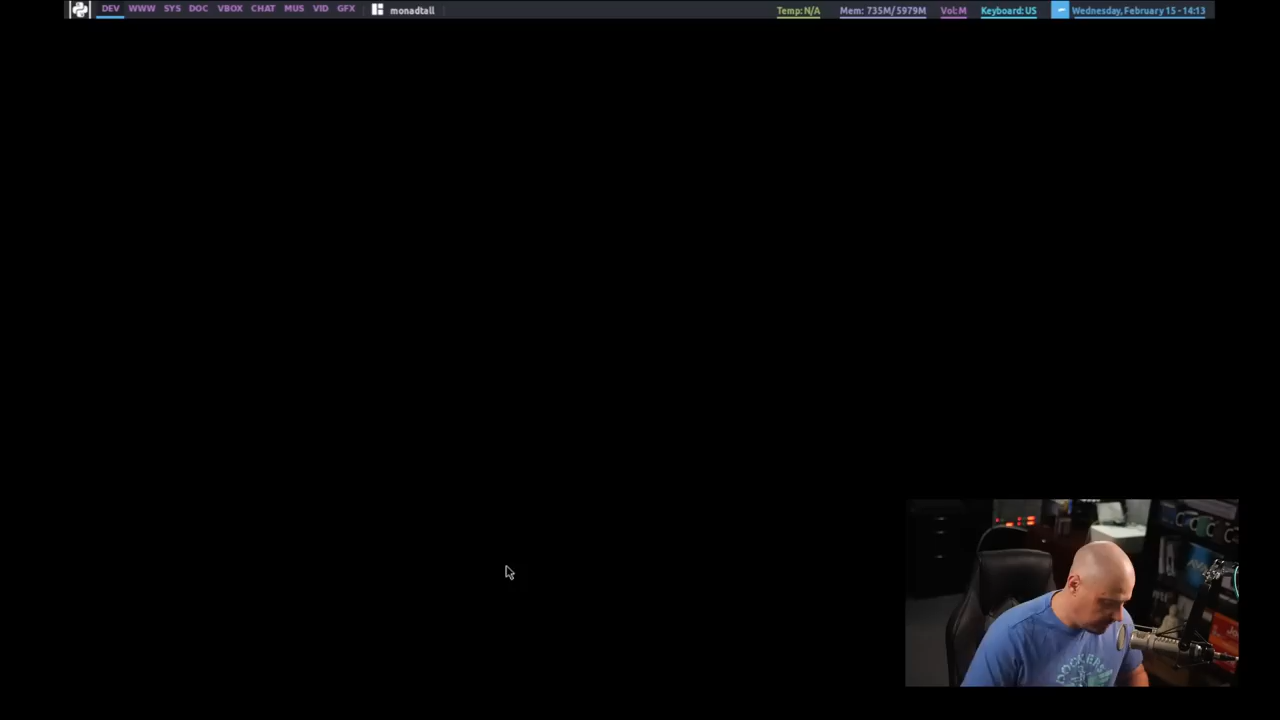 DEV WWW SYS DOC VBOX CHAT MUS VID GFX monadtall Temp: N/A Mem: 735M/5979M Vol: M Keyboard: US Wednesday, February 15 - 14:13
DOCKERS